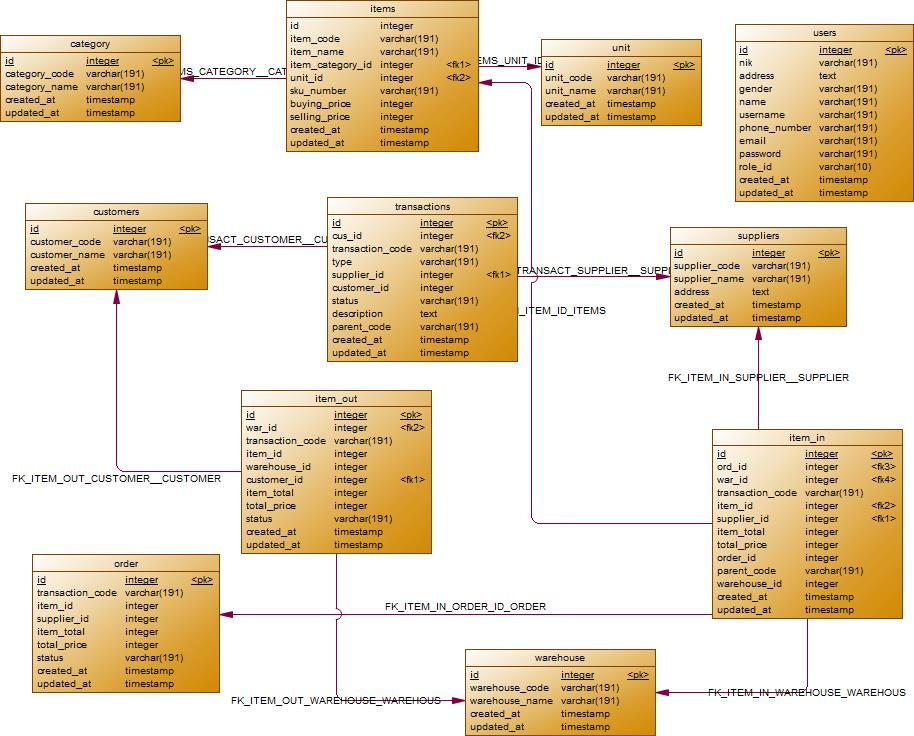 items
id integer
item_code varchar(191)
item_name varchar(191)
item_category_id integer <fk1>
unit_id integer <fk2>
sku_number varchar(191)
buying_price integer
selling_price integer
created_at timestamp
updated_at timestamp
category
id integer <pk>
category_code varchar(191)
category_name varchar(191)
created_at timestamp
updated_at timestamp
MS_CATEGORY__CAT
EMS_UNIT_ID
unit
id integer <pk>
unit_code varchar(191)
unit_name varchar(191)
created_at timestamp
updated_at timestamp
users
id integer <pk>
nik varchar(191)
address text
gender varchar(191)
name varchar(191)
username varchar(191)
phone_number varchar(191)
email varchar(191)
password varchar(191)
role_id varchar(10)
created_at timestamp
updated_at timestamp
customers
id integer <pk>
customer_code varchar(191)
customer_name varchar(191)
created_at timestamp
updated_at timestamp
SACT_CUSTOMER__CU
transactions
id integer <pk>
cus_id integer <fk2>
transaction_code varchar(191)
type varchar(191)
supplier_id integer <fk1>
customer_id integer
status varchar(191)
description text
parent_code varchar(191)
created_at timestamp
updated_at timestamp
TRANSACT_SUPPLIER__SUPPL
_ITEM_ID_ITEMS
suppliers
id integer <pk>
supplier_code varchar(191)
supplier_name varchar(191)
address text
created_at timestamp
updated_at timestamp
FK_ITEM_IN_SUPPLIER__SUPPLIER
item_out
id integer <pk>
war_id integer <fk2>
transaction_code varchar(191)
item_id integer
warehouse_id integer
customer_id integer <fk1>
item_total integer
total_price integer
status varchar(191)
created_at timestamp
updated_at timestamp
FK_ITEM_OUT_CUSTOMER__CUSTOMER
item_in
id integer <pk>
ord_id integer <fk3>
war_id integer <fk4>
transaction_code varchar(191)
item_id integer <fk2>
supplier_id integer <fk1>
item_total integer
total_price integer
order_id integer
parent_code varchar(191)
warehouse_id integer
created_at timestamp
updated_at timestamp
order
id integer <pk>
transaction_code varchar(191)
item_id integer
supplier_id integer
item_total integer
total_price integer
status varchar(191)
created_at timestamp
updated_at timestamp
FK_ITEM_IN_ORDER_ID_ORDER
warehouse
id integer <pk>
warehouse_code varchar(191)
warehouse_name varchar(191)
created_at timestamp
updated_at timestamp
FK_ITEM_OUT_WAREHOUSE_WAREHOUS
FK_ITEM_IN_WAREHOUSE_WAREHOUS